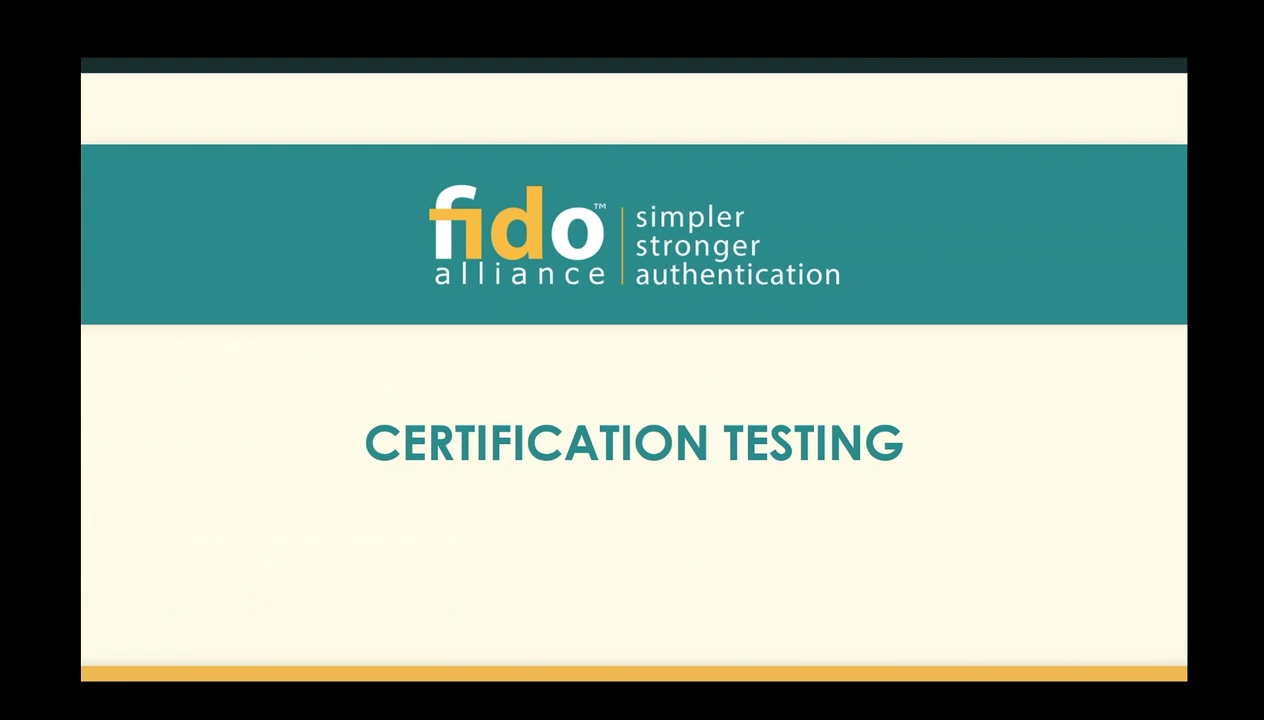 fido™
alliance
simpler
stronger
authentication
CERTIFICATION TESTING